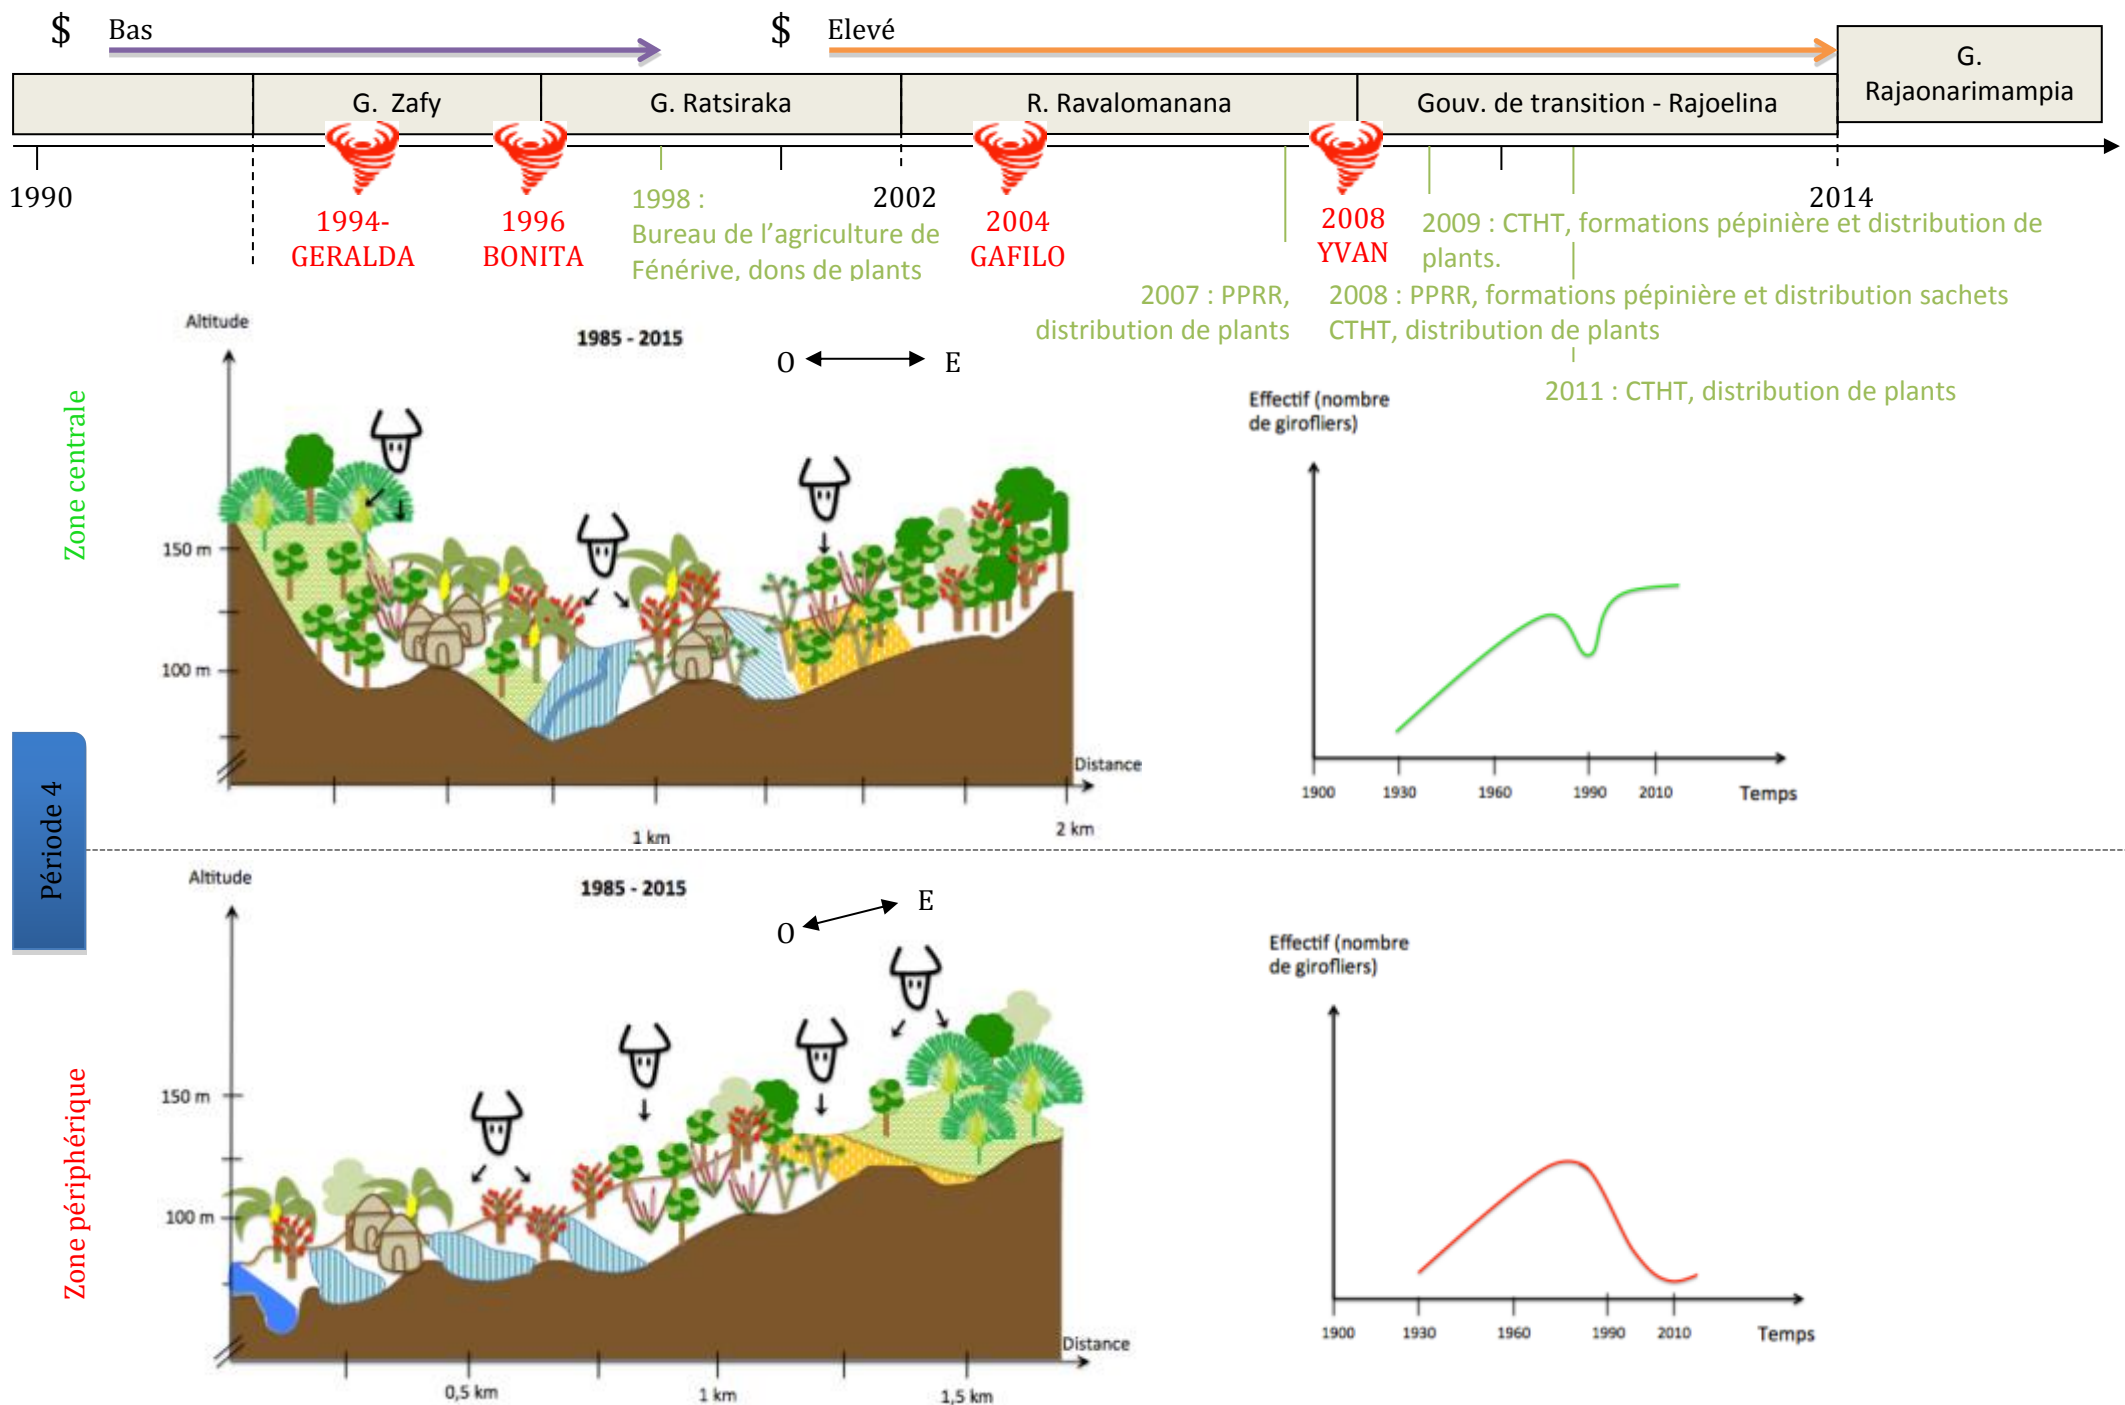 $ Bas
$ Elevé
G. Zafy
G. Ratsiraka
R. Ravalomanana
Gouv. de transition - Rajoelina
G.
Rajaonarimampia
1990
2002
2014
1994-
GERALDA
1996
BONITA
1998 :
Bureau de l'agriculture de
Fénérive, dons de plants
2004
GAFILO
2008
YVAN
2009 : CTHT, formations pépinière et distribution de
plants.
2007 : PPRR,
distribution de plants
2008 : PPRR, formations pépinière et distribution sachets
CTHT, distribution de plants
2011 : CTHT, distribution de plants
Période 4
Zone centrale
Altitude
1985 - 2015
O E
150 m
100 m
Distance
1 km
2 km
Effectif (nombre
de girofliers)
1900 1930 1960 1990 2010 Temps
Zone périphérique
Altitude
1985 - 2015
O E
150 m
100 m
Distance
0,5 km
1 km
1,5 km
Effectif (nombre
de girofliers)
1900 1930 1960 1990 2010 Temps